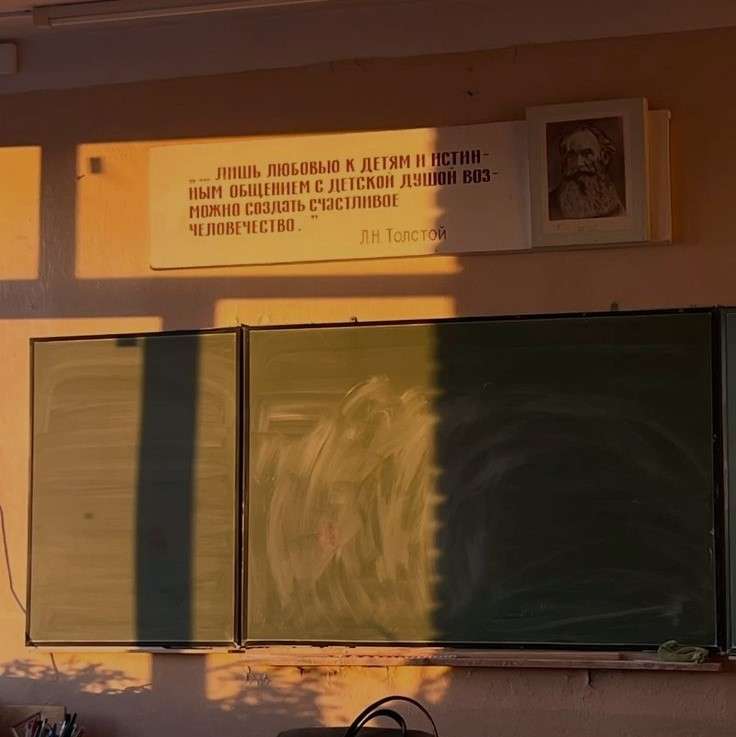 „... ЛИШЬ ЛЮБОВЬЮ К ДЕТЯМ И ИСТИН-
НЫМ ОБЩЕНИЕМ С ДЕТСКОЙ ДУШОЙ ВОЗ-
МОЖНО СОЗДАТЬ СЧАСТЛИВОЕ
ЧЕЛОВЕЧЕСТВО. ”
Л.Н. Толстой